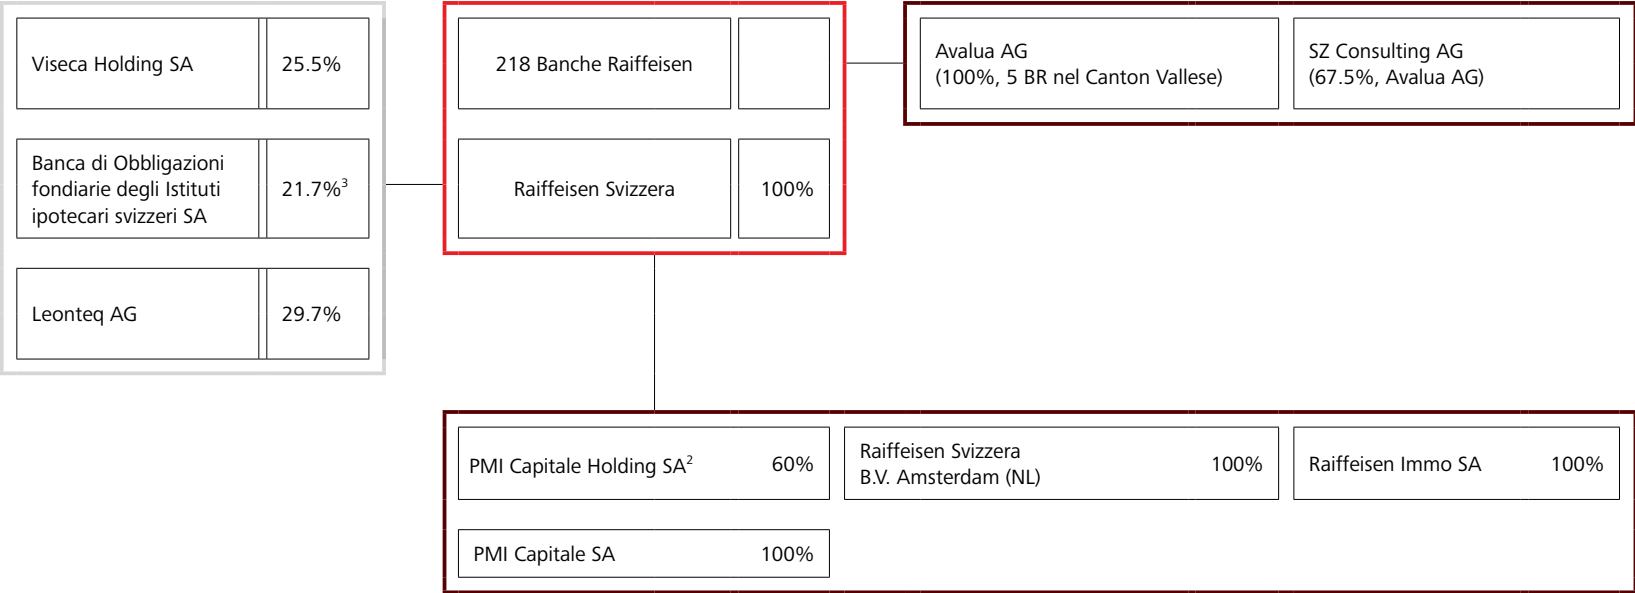 Viseca Holding SA 25.5%
Banca di Obbligazioni
fondiarie degli Istituti
ipotecari svizzeri SA
21.7%³
Leonteq AG 29.7%
218 Banche Raiffeisen
Raiffeisen Svizzera 100%
Avalua AG
(100%, 5 BR nel Canton Vallese)
SZ Consulting AG
(67.5%, Avalua AG)
PMI Capitale Holding SA² 60%
Raiffeisen Svizzera
B.V. Amsterdam (NL)
100%
Raiffeisen Immo SA 100%
PMI Capitale SA 100%